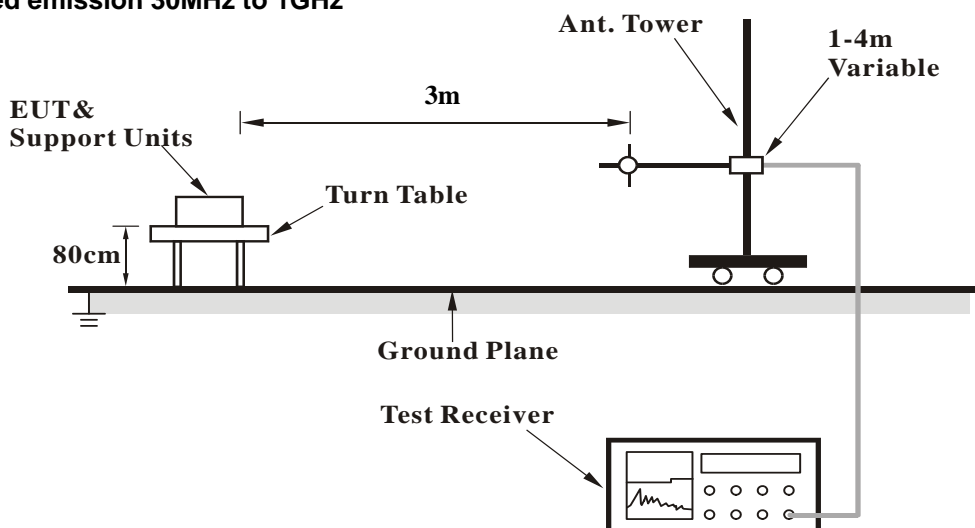 ed emission 30MHz to 1GHz
Ant. Tower
1-4m
Variable
3m
EUT&
Support Units
Turn Table
80cm
Ground Plane
Test Receiver